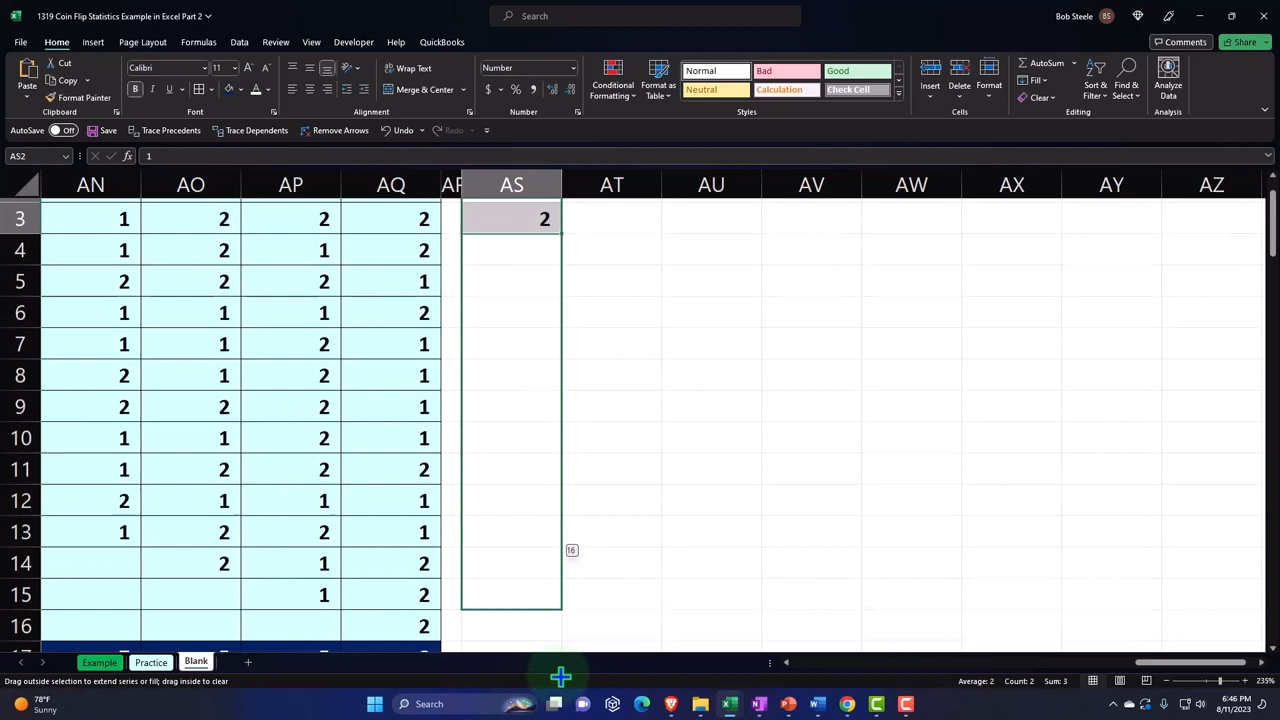 1319 Coin Flip Statistics Example in Excel Part 2
Search
Bob Steele
BS
File Home Insert Page Layout Formulas Data Review View Developer Help QuickBooks
Comments
Share
Paste
Cut
Copy
Format Painter
Clipboard
Calibri
11
Font
Wrap Text
Merge & Center
Alignment
Number
Number
Conditional Formatting
Format as Table
Normal Bad Good
Neutral Calculation Check Cell
Styles
Insert Delete Format
Cells
AutoSum
Fill
Clear
Sort & Filter
Find & Select
Editing
Analyze Data
Analysis
AutoSave Off Save Trace Precedents Trace Dependents Remove Arrows Undo Redo
AS2 fx 1
AN AO AP AQ AS AT AU AV AW AX AY AZ
3 1 2 2 2 2
4 1 2 1 2
5 2 2 2 1
6 1 1 1 2
7 1 1 2 1
8 2 1 2 1
9 2 2 2 1
10 1 1 2 1
11 1 2 2 2
12 2 1 1 1
13 1 2 2 1
14 2 1 2
16
15 1 2
16 2
Example Practice Blank
Drag outside selection to extend series or fill; drag inside to clear
Average: 2 Count: 2 Sum: 3
235%
78°F
Sunny
Search
6:46 PM
8/11/2023